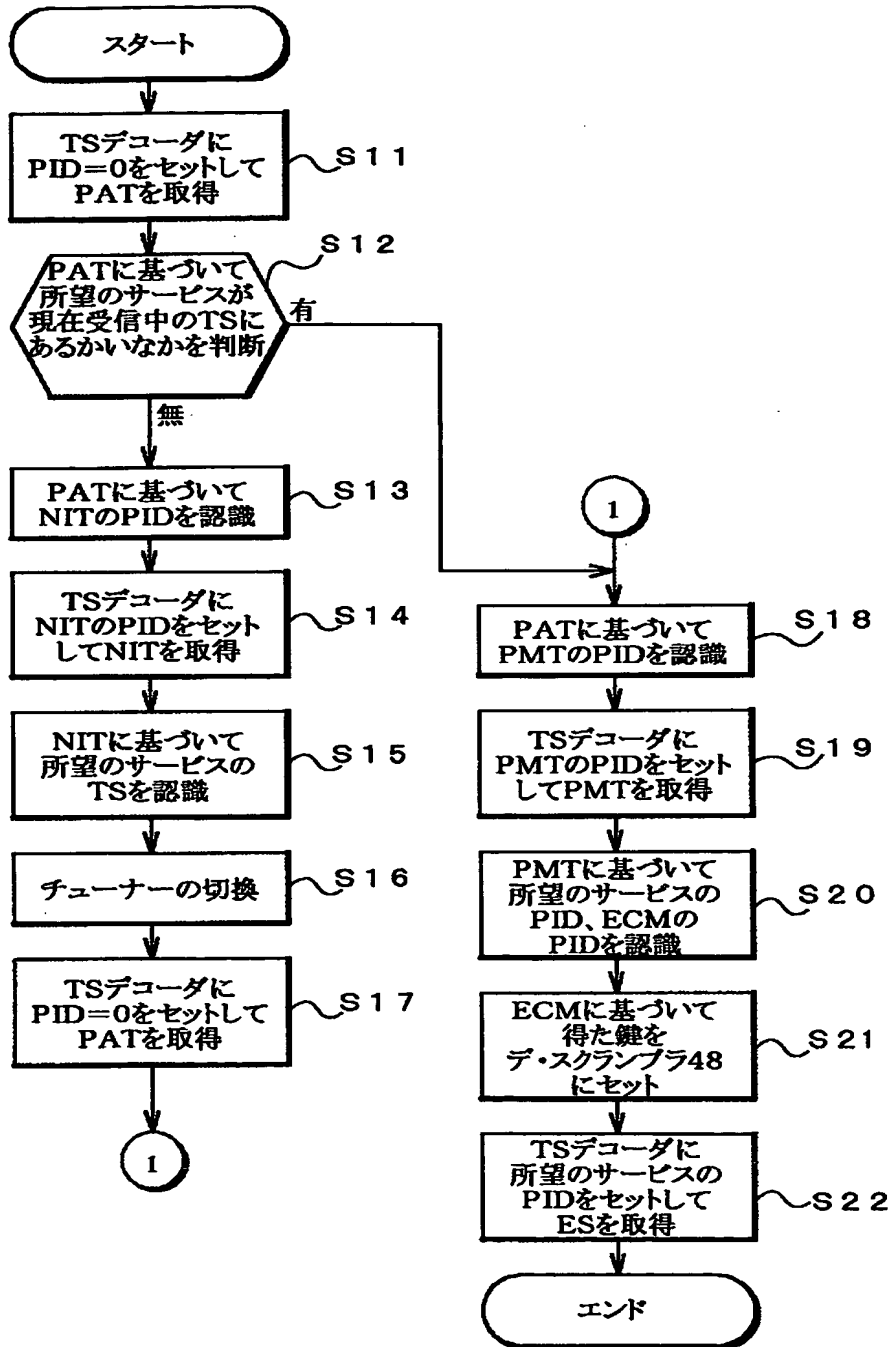 スタート
TSデコーダに
PID=0をセットして
PATを取得
S11
PATに基づいて
所望のサービスが
現在受信中のTSに
あるかいなかを判断
S12
有
無
PATに基づいて
NITのPIDを認識
S13
TSデコーダに
NITのPIDをセット
してNITを取得
S14
NITに基づいて
所望のサービスの
TSを認識
S15
チューナーの切換
S16
TSデコーダに
PID=0をセットして
PATを取得
S17
1
1
PATに基づいて
PMTのPIDを認識
S18
TSデコーダに
PMTのPIDをセット
してPMTを取得
S19
PMTに基づいて
所望のサービスの
PID、ECMの
PIDを認識
S20
ECMに基づいて
得た鍵を
デ・スクランブラ48
にセット
S21
TSデコーダに
所望のサービスの
PIDをセットして
ESを取得
S22
エンド